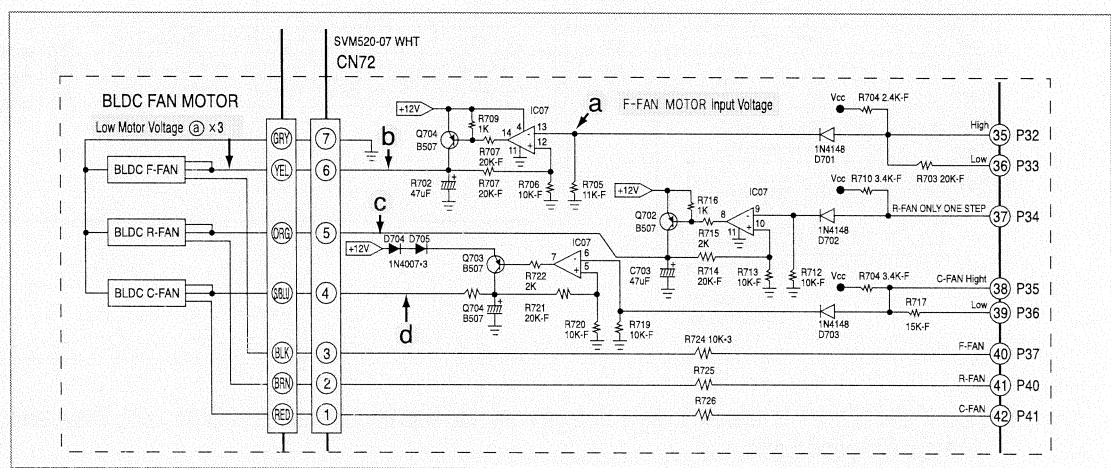 SVM520-07 WHT
CN72
BLDC FAN MOTOR
Low Motor Voltage ⓐ ×3
GRY
7
YEL
6
ORG
5
S.BLU
4
BLK
3
BRN
2
RED
1
BLDC F-FAN
BLDC R-FAN
BLDC C-FAN
b
c
d
a
F-FAN MOTOR Input Voltage
+12V
R709
1K
IC07
Q704
B507
4
14
13
12
11
R707
20K-F
R702
47uF
R707
20K-F
R706
10K-F
R705
11K-F
Vcc
R704 2.4K-F
1N4148
D701
High
35
P32
Low
36
P33
R703 20K-F
+12V
R716
1K
IC07
Q702
B507
8
9
10
11
R715
2K
C703
47uF
R714
20K-F
R713
10K-F
R712
10K-F
Vcc
R710 3.4K-F
1N4148
D702
R-FAN ONLY ONE STEP
37
P34
+12V
D704
D705
1N4007*3
Q703
B507
IC07
7
6
5
R722
2K
Q704
B507
R721
20K-F
R720
10K-F
R719
10K-F
Vcc
R704 3.4K-F
1N4148
D703
C-FAN Hight
38
P35
Low
39
P36
R717
15K-F
R724 10K-3
F-FAN
40
P37
R725
R-FAN
41
P40
R726
C-FAN
42
P41